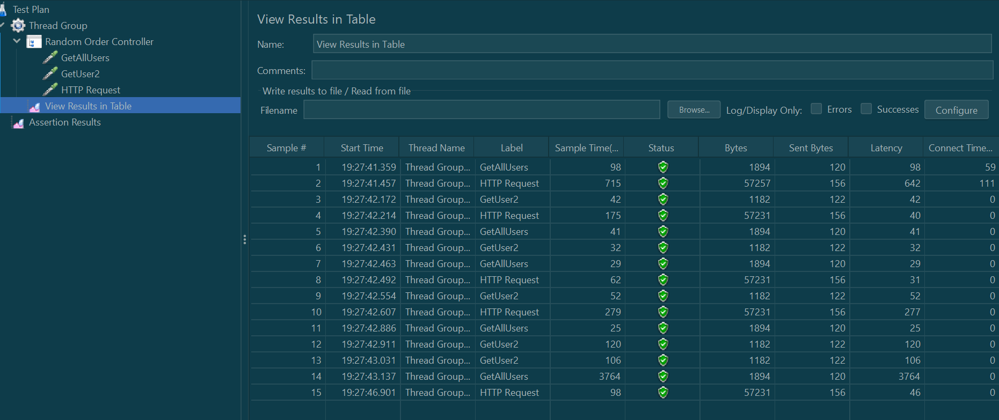 Test Plan
Thread Group
Random Order Controller
GetAllUsers
GetUser2
HTTP Request
View Results in Table
Assertion Results
View Results in Table
Name: View Results in Table
Comments:
Write results to file / Read from file
Filename Browse... Log/Display Only: Errors Successes Configure
Sample # Start Time Thread Name Label Sample Time(... Status Bytes Sent Bytes Latency Connect Time...
1 19:27:41.359 Thread Group... GetAllUsers 98 1894 120 98 59
2 19:27:41.457 Thread Group... HTTP Request 715 57257 156 642 111
3 19:27:42.172 Thread Group... GetUser2 42 1182 122 42 0
4 19:27:42.214 Thread Group... HTTP Request 175 57231 156 40 0
5 19:27:42.390 Thread Group... GetAllUsers 41 1894 120 41 0
6 19:27:42.431 Thread Group... GetUser2 32 1182 122 32 0
7 19:27:42.463 Thread Group... GetAllUsers 29 1894 120 29 0
8 19:27:42.492 Thread Group... HTTP Request 62 57231 156 31 0
9 19:27:42.554 Thread Group... GetUser2 52 1182 122 52 0
10 19:27:42.607 Thread Group... HTTP Request 279 57231 156 277 0
11 19:27:42.886 Thread Group... GetAllUsers 25 1894 120 25 0
12 19:27:42.911 Thread Group... GetUser2 120 1182 122 120 0
13 19:27:43.031 Thread Group... GetUser2 106 1182 122 106 0
14 19:27:43.137 Thread Group... GetAllUsers 3764 1894 120 3764 0
15 19:27:46.901 Thread Group... HTTP Request 98 57231 156 46 0